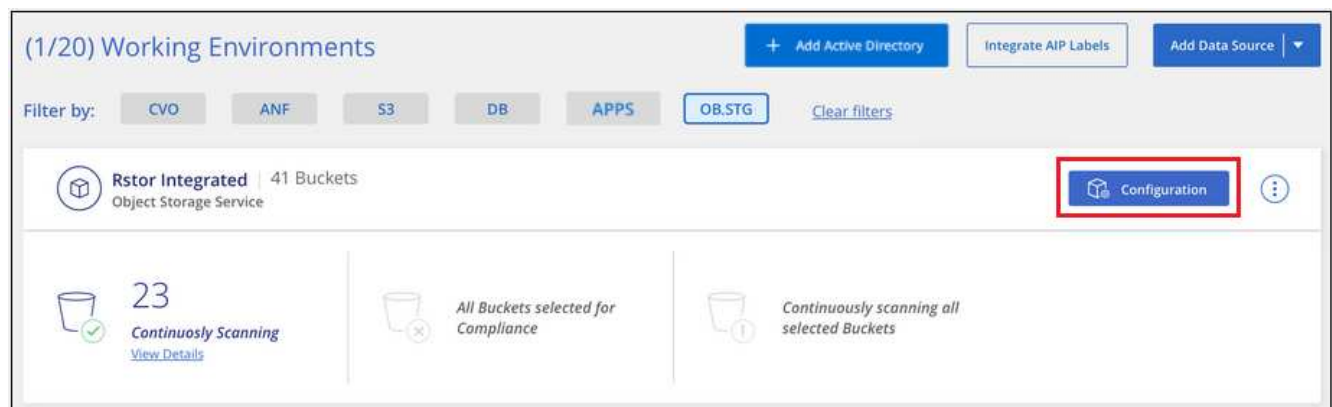 (1/20) Working Environments
+ Add Active Directory
Integrate AIP Labels
Add Data Source
Filter by:
CVO
ANF
S3
DB
APPS
OB.STG
Clear filters
Rstor Integrated | 41 Buckets
Object Storage Service
Configuration
23
Continuosly Scanning
View Details
All Buckets selected for
Compliance
Continuously scanning all
selected Buckets